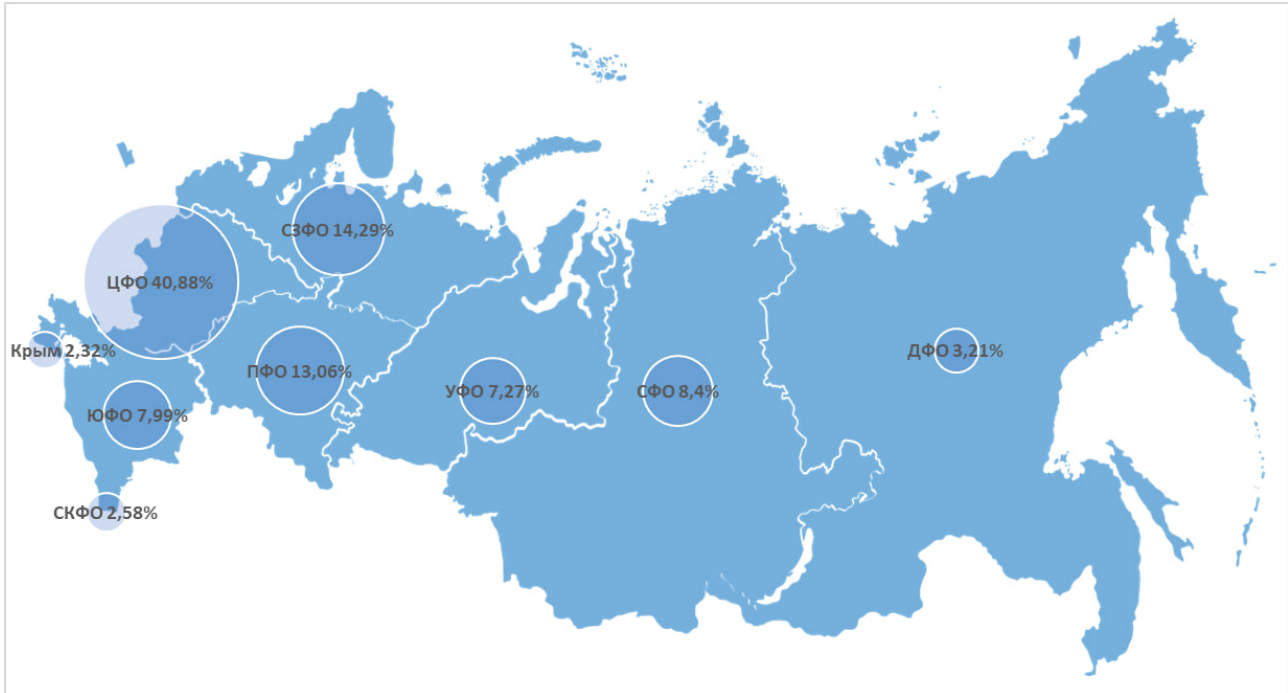 СЗФО 14,29%
ЦФО 40,88%
Крым 2,32%
ПФО 13,06%
УФО 7,27%
СФО 8,4%
ДФО 3,21%
ЮФО 7,99%
СКФО 2,58%